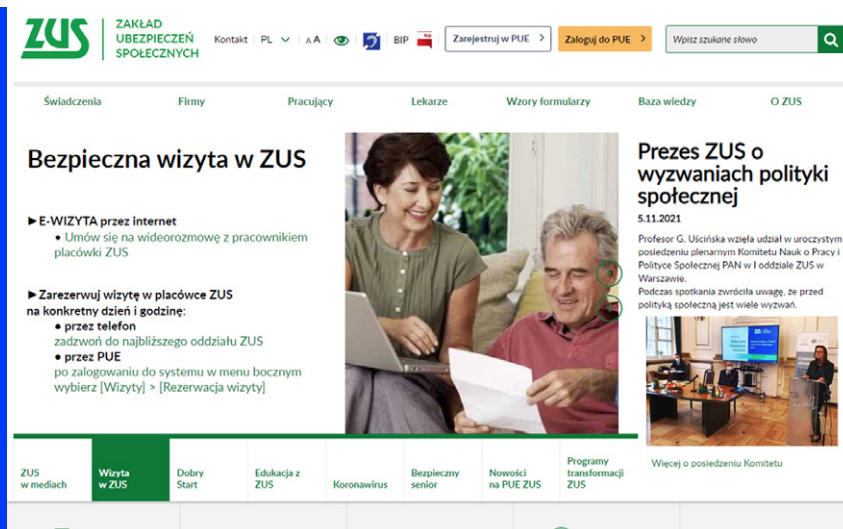 ZUS
ZAKŁAD
UBEZPIECZEŃ
SPOŁECZNYCH
Kontakt
PL
A A
BIP
Zarejestruj w PUE
Zaloguj do PUE
Wpisz szukane słowo
Świadczenia
Firmy
Pracujący
Lekarze
Wzory formularzy
Baza wiedzy
O ZUS
Bezpieczna wizyta w ZUS
►E-WIZYTA przez internet
• Umów się na wideorozmowę z pracownikiem
placówki ZUS
►Zarezerwuj wizytę w placówce ZUS
na konkretny dzień i godzinę:
• przez telefon
zadzwoń do najbliższego oddziału ZUS
• przez PUE
po zalogowaniu do systemu w menu bocznym
wybierz [Wizyty] > [Rezerwacja wizyty]
Prezes ZUS o
wyzwaniach polityki
społecznej
5.11.2021
Profesor G. Uścińska wzięła udział w uroczystym
posiedzeniu plenarnym Komitetu Nauk o Pracy i
Polityce Społecznej PAN w I oddziale ZUS w
Warszawie.
Podczas spotkania zwróciła uwagę, że przed
polityką społeczną jest wiele wyzwań.
Więcej o posiedzeniu Komitetu
ZUS
w mediach
Wizyta
w ZUS
Dobry
Start
Edukacja z
ZUS
Koronawirus
Bezpieczny
senior
Nowości
na PUE ZUS
Programy
transformacji
ZUS